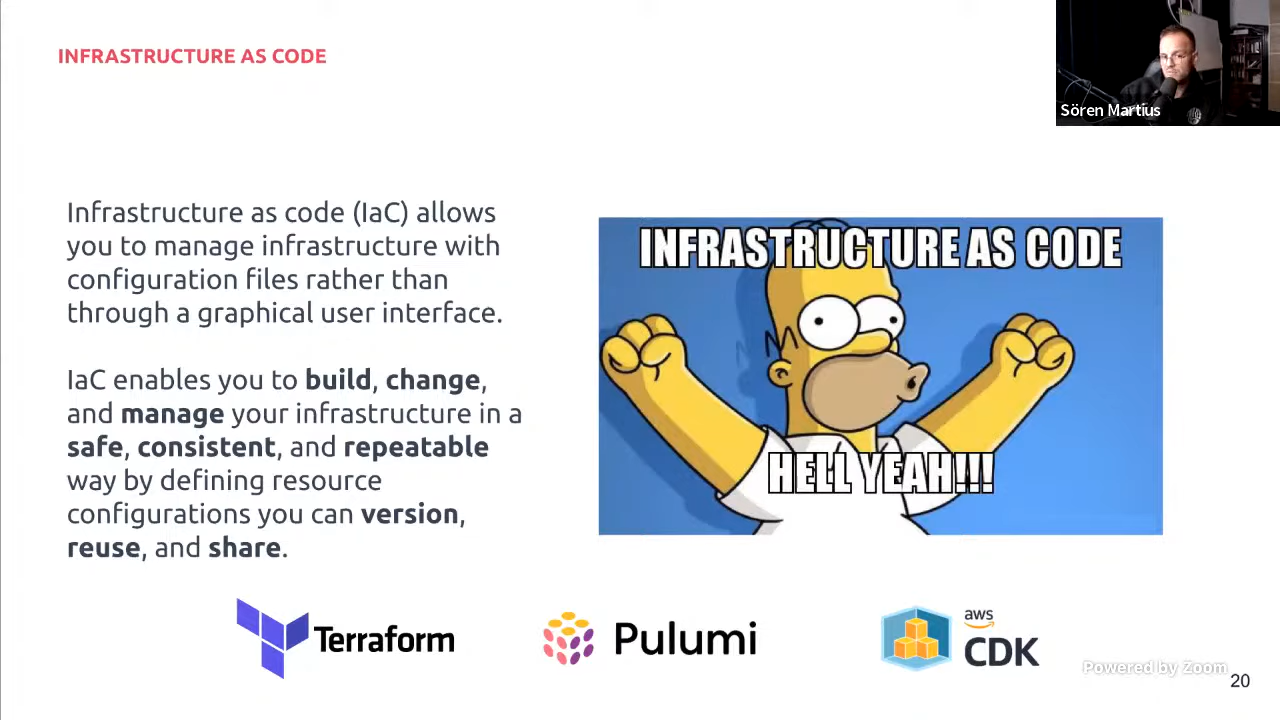 INFRASTRUCTURE AS CODE
Sören Martius
Infrastructure as code (IaC) allows
you to manage infrastructure with
configuration files rather than
through a graphical user interface.
IaC enables you to build, change,
and manage your infrastructure in a
safe, consistent, and repeatable
way by defining resource
configurations you can version,
reuse, and share.
INFRASTRUCTURE AS CODE
HELL YEAH!!!
Terraform
Pulumi
aws
CDK
Powered by Zoom
20